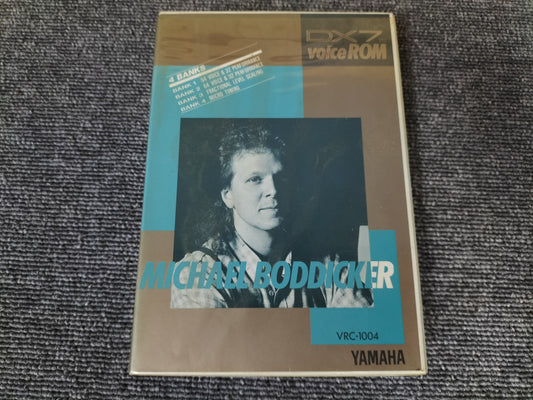 DX7
voice ROM
4 BANKS
BANK 1 64 VOICE & 32 PERFORMANCE
BANK 2 64 VOICE & 32 PERFORMANCE
BANK 3 FRACTIONAL LEVEL SCALING
BANK 4 MICRO TUNING
MICHAEL BODDICKER
VRC-1004
YAMAHA